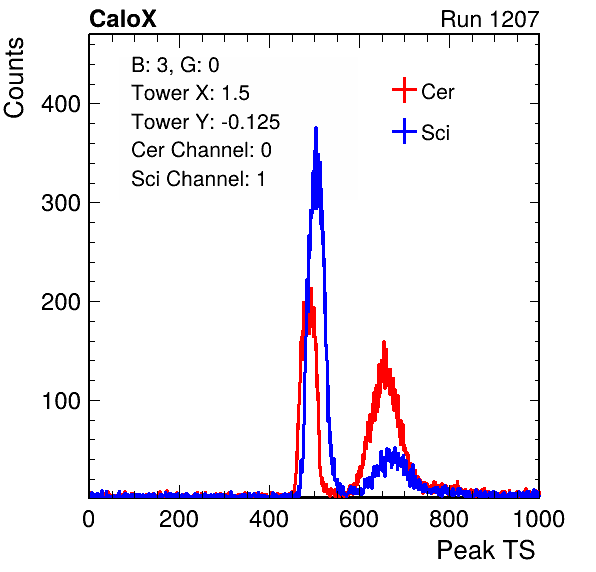 CaloX Run 1207
Counts
B: 3, G: 0
Tower X: 1.5
Tower Y: -0.125
Cer Channel: 0
Sci Channel: 1
Cer
Sci
400
300
200
100
0 200 400 600 800 1000
Peak TS